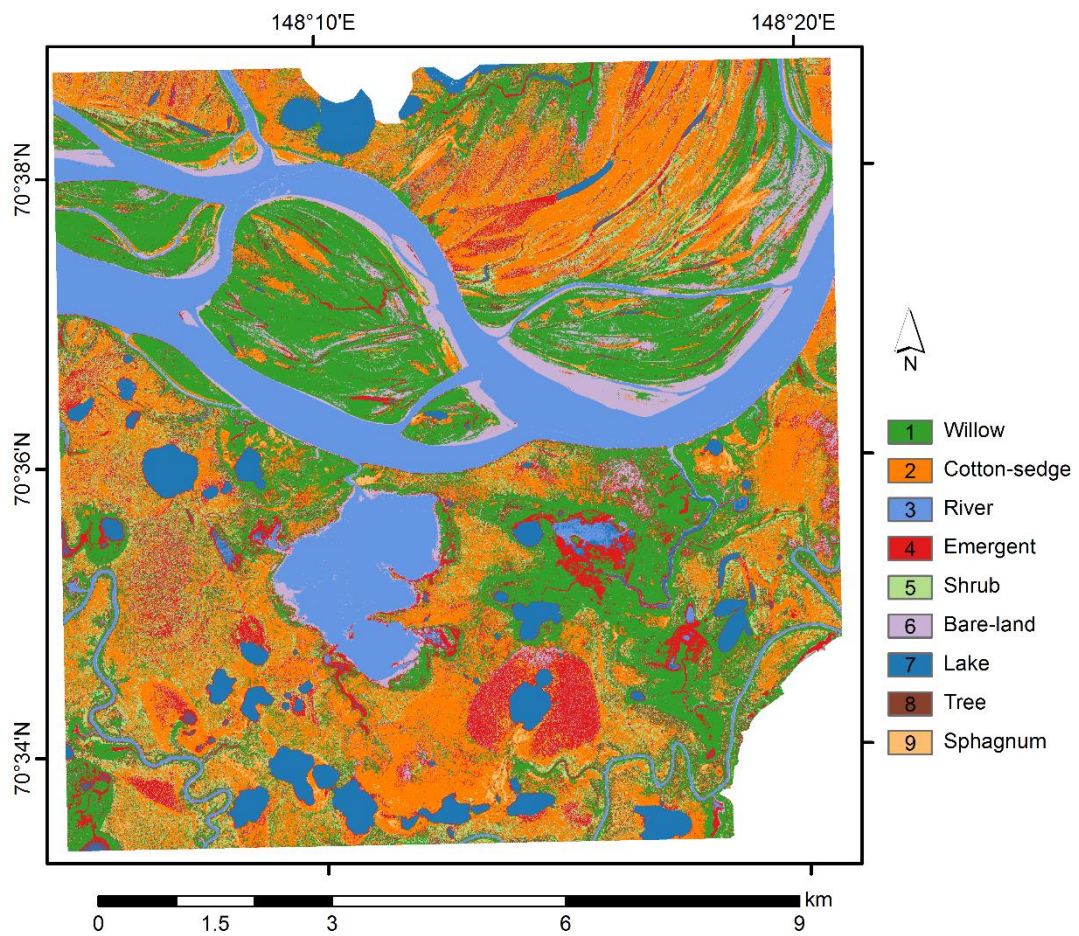 148°10'E
148°20'E
70°38'N
70°36'N
70°34'N
N
1 Willow
2 Cotton-sedge
3 River
4 Emergent
5 Shrub
6 Bare-land
7 Lake
8 Tree
9 Sphagnum
km
0 1.5 3 6 9